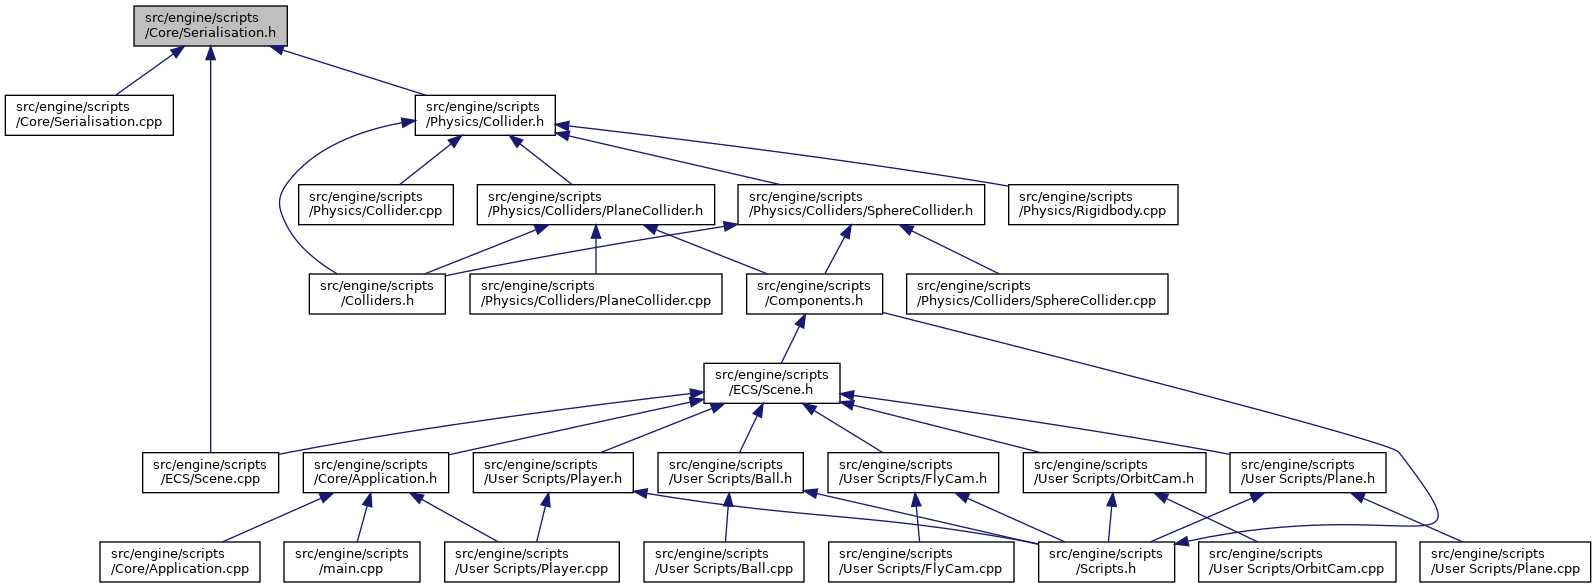 src/engine/scripts
/Core/Serialisation.h
src/engine/scripts
/Core/Serialisation.cpp
src/engine/scripts
/Physics/Collider.h
src/engine/scripts
/Physics/Collider.cpp
src/engine/scripts
/Physics/Colliders/PlaneCollider.h
src/engine/scripts
/Physics/Colliders/SphereCollider.h
src/engine/scripts
/Physics/Rigidbody.cpp
src/engine/scripts
/Colliders.h
src/engine/scripts
/Physics/Colliders/PlaneCollider.cpp
src/engine/scripts
/Components.h
src/engine/scripts
/Physics/Colliders/SphereCollider.cpp
src/engine/scripts
/ECS/Scene.h
src/engine/scripts
/ECS/Scene.cpp
src/engine/scripts
/Core/Application.h
src/engine/scripts
/User Scripts/Player.h
src/engine/scripts
/User Scripts/Ball.h
src/engine/scripts
/User Scripts/FlyCam.h
src/engine/scripts
/User Scripts/OrbitCam.h
src/engine/scripts
/User Scripts/Plane.h
src/engine/scripts
/Core/Application.cpp
src/engine/scripts
/main.cpp
src/engine/scripts
/User Scripts/Player.cpp
src/engine/scripts
/User Scripts/Ball.cpp
src/engine/scripts
/User Scripts/FlyCam.cpp
src/engine/scripts
/Scripts.h
src/engine/scripts
/User Scripts/OrbitCam.cpp
src/engine/scripts
/User Scripts/Plane.cpp